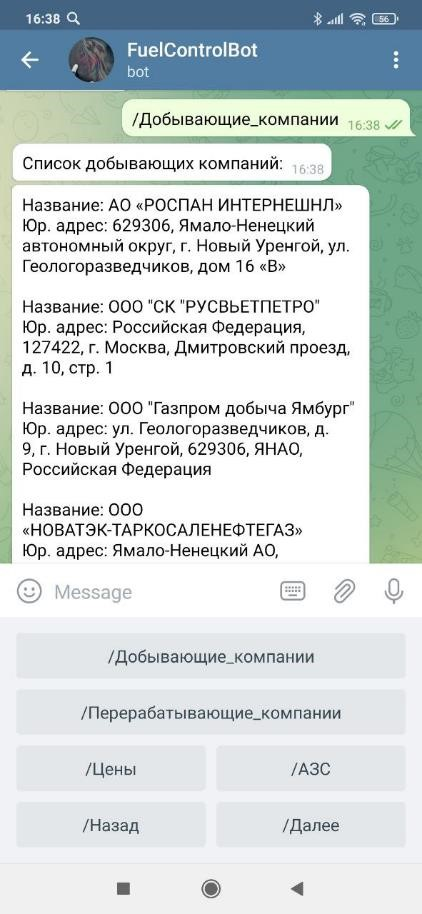 16:38
56
FuelControlBot
bot
/Добывающие_компании 16:38
Список добывающих компаний: 16:38
Название: АО «РОСПАН ИНТЕРНЕШНЛ»
Юр. адрес: 629306, Ямало-Ненецкий
автономный округ, г. Новый Уренгой, ул.
Геологоразведчиков, дом 16 «В»
Название: ООО "СК "РУСВЬЕТПЕТРО"
Юр. адрес: Российская Федерация,
127422, г. Москва, Дмитровский проезд,
д. 10, стр. 1
Название: ООО "Газпром добыча Ямбург"
Юр. адрес: ул. Геологоразведчиков, д.
9, г. Новый Уренгой, 629306, ЯНАО,
Российская Федерация
Название: ООО
«НОВАТЭК-ТАРКОСАЛЕНЕФТЕГАЗ»
Юр. адрес: Ямало-Ненецкий АО,
Message
/Добывающие_компании
/Перерабатывающие_компании
/Цены
/АЗС
/Назад
/Далее